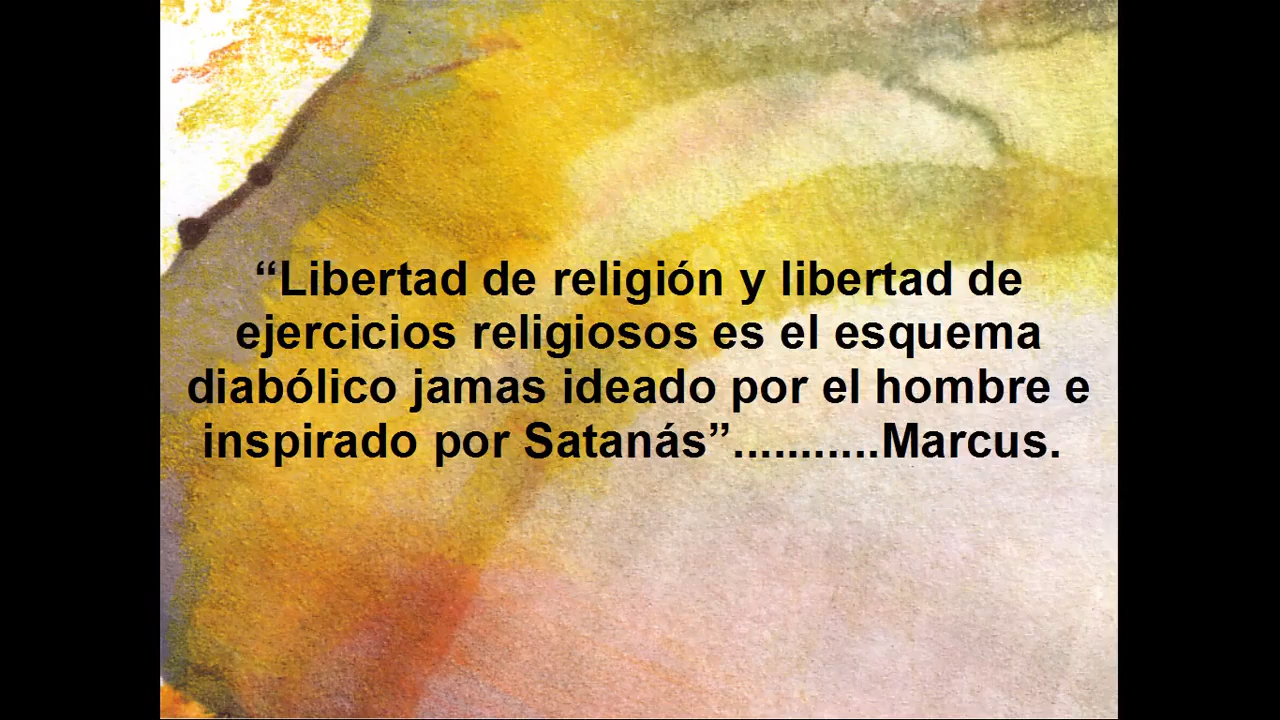 “Libertad de religión y libertad de
ejercicios religiosos es el esquema
diabólico jamas ideado por el hombre e
inspirado por Satanás”...........Marcus.